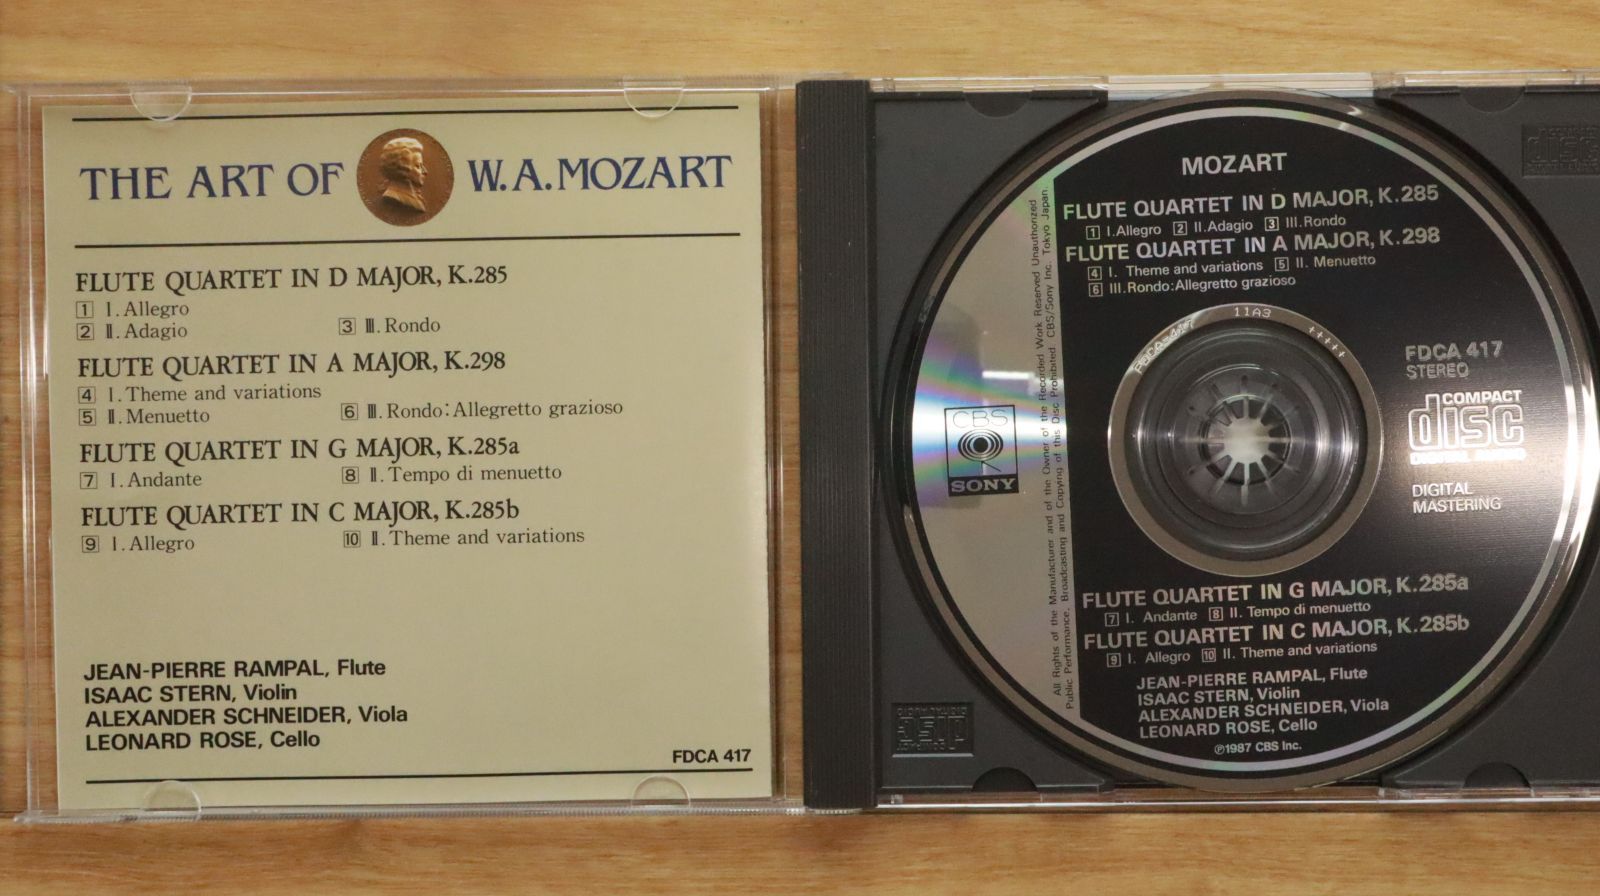 THE ART OF W.A.MOZART
FLUTE QUARTET IN D MAJOR, K.285
1 Ⅰ.Allegro
2 Ⅱ.Adagio 3 Ⅲ.Rondo
FLUTE QUARTET IN A MAJOR, K.298
4 Ⅰ.Theme and variations
5 Ⅱ.Menuetto 6 Ⅲ.Rondo:Allegretto grazioso
FLUTE QUARTET IN G MAJOR, K.285a
7 Ⅰ.Andante 8 Ⅱ.Tempo di menuetto
FLUTE QUARTET IN C MAJOR, K.285b
9 Ⅰ.Allegro 10 Ⅱ.Theme and variations
JEAN-PIERRE RAMPAL, Flute
ISAAC STERN, Violin
ALEXANDER SCHNEIDER, Viola
LEONARD ROSE, Cello
FDCA 417
MOZART
FLUTE QUARTET IN D MAJOR, K.285
1 I.Allegro 2 II.Adagio 3 III.Rondo
FLUTE QUARTET IN A MAJOR, K.298
4 I. Theme and variations 5 II. Menuetto
6 III.Rondo:Allegretto grazioso
11A3
+++++
FDCA 417
STEREO
COMPACT
disc
DIGITAL AUDIO
DIGITAL
MASTERING
CBS
SONY
All Rights of the Manufacturer and of the Owner of the Recorded Work Reserved Unauthorized
Public Performance, Broadcasting and Copying of this Disc Prohibited CBS/Sony Inc. Tokyo Japan.
FLUTE QUARTET IN G MAJOR, K.285a
7 I. Andante 8 II. Tempo di menuetto
FLUTE QUARTET IN C MAJOR, K.285b
9 I. Allegro 10 II. Theme and variations
JEAN-PIERRE RAMPAL, Flute
ISAAC STERN, Violin
ALEXANDER SCHNEIDER, Viola
LEONARD ROSE, Cello
℗1987 CBS Inc.
COMPACT
disc
DIGITAL AUDIO